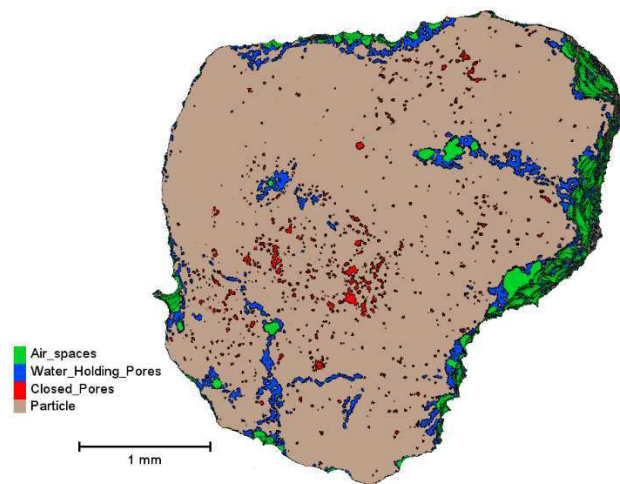 Air_spaces
Water_Holding_Pores
Closed_Pores
Particle
1 mm